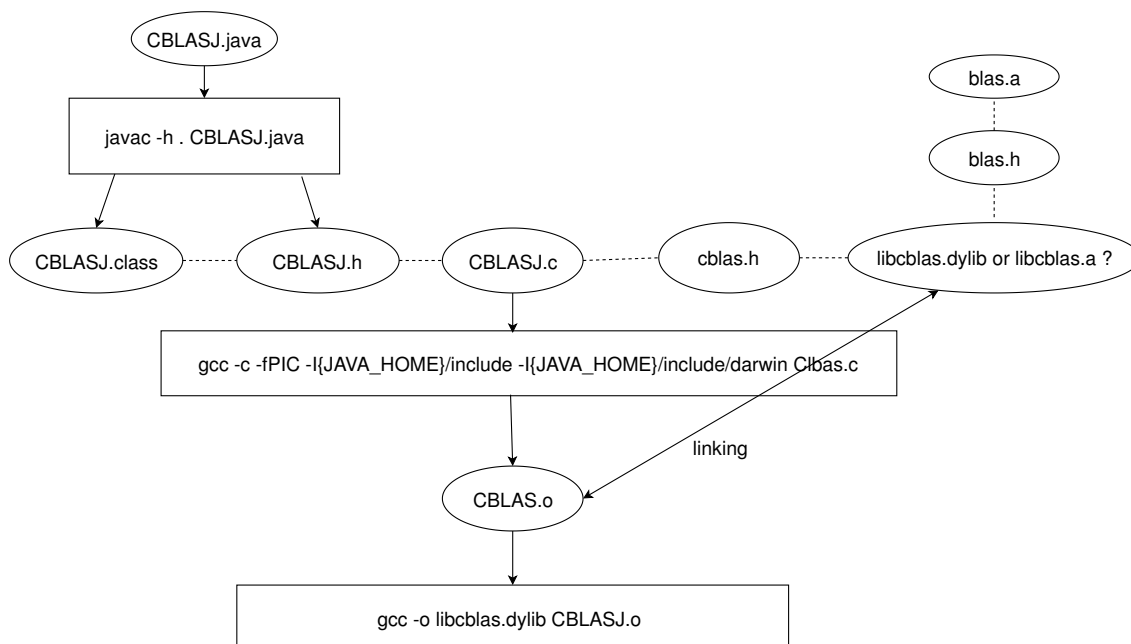 CBLASJ.java
blas.a
javac -h . CBLASJ.java
blas.h
CBLASJ.class
CBLASJ.h
CBLASJ.c
cblas.h
libcblas.dylib or libcblas.a ?
gcc -c -fPIC -I{JAVA_HOME}/include -I{JAVA_HOME}/include/darwin Clbas.c
linking
CBLAS.o
gcc -o libcblas.dylib CBLASJ.o